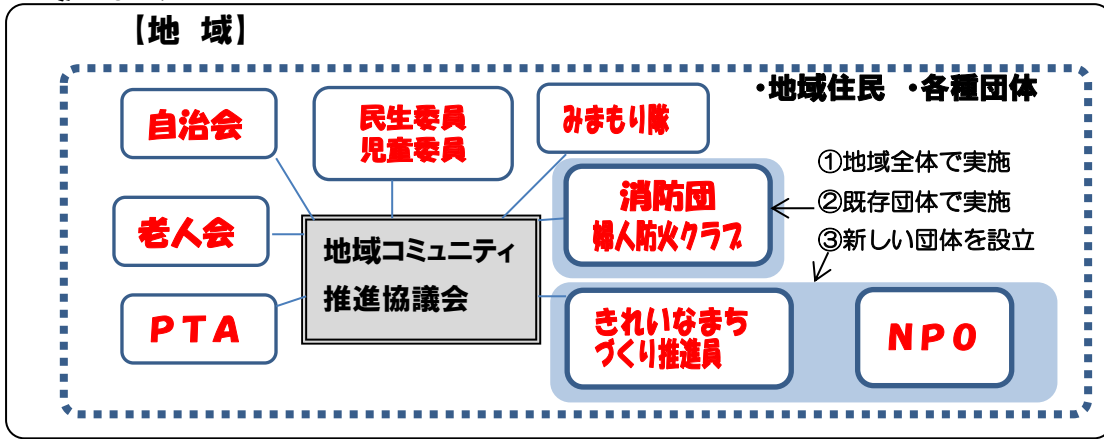 【地 域】
・地域住民 ・各種団体
自治会
民生委員
児童委員
みまもり隊
①地域全体で実施
消防団
婦人防火クラブ
②既存団体で実施
③新しい団体を設立
老人会
地域コミュニティ
推進協議会
PTA
きれいなまち
づくり推進員
NPO